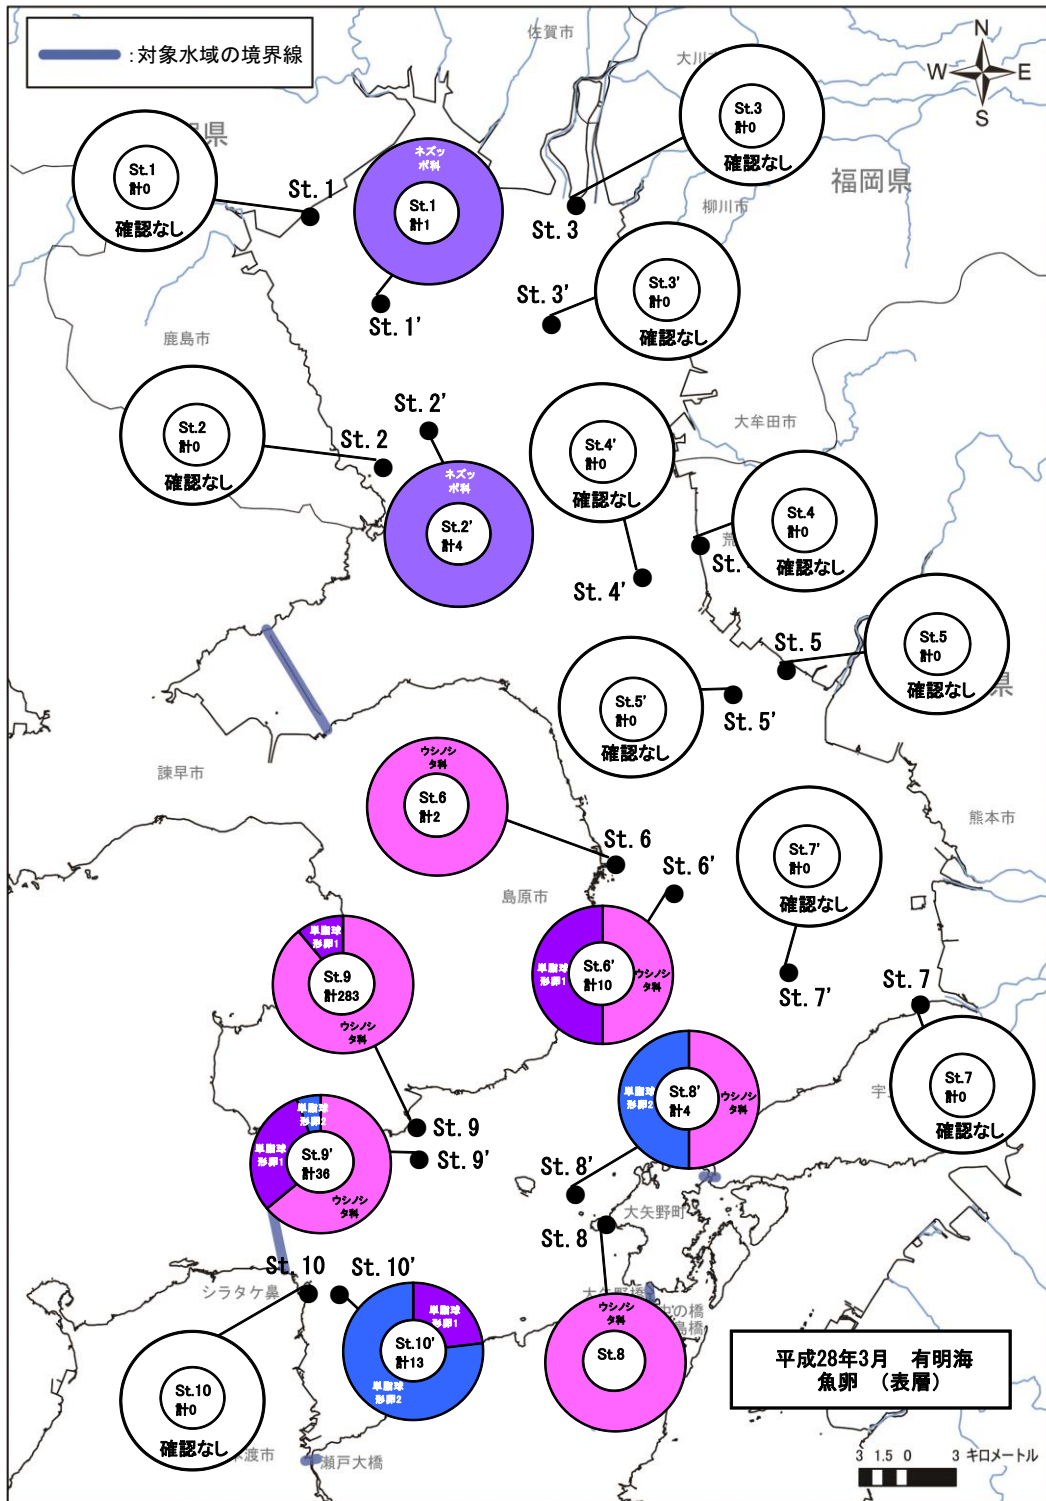 :対象水域の境界線
佐賀市
大川
N
W E
S
県
福岡県
柳川市
St.1
計0
確認なし
St. 1
ネズッ
ポ科
St.1
計1
St. 1'
St.3
計0
確認なし
St. 3
St.3'
計0
確認なし
St. 3'
鹿島市
大牟田市
St.2
計0
確認なし
St. 2
St. 2'
ネズッ
ポ科
St.2'
計4
St.4'
計0
確認なし
St. 4'
荒
St.
St.4
計0
確認なし
St. 5
St.5
計0
確認なし
県
St.5'
計0
確認なし
St. 5'
諫早市
熊本市
島原市
ウシノシ
タ科
St.6
計2
St. 6
St. 6'
単脂球
形卵1
St.6'
計10
ウシノシ
タ科
St.7'
計0
確認なし
St. 7'
St. 7
St.7
計0
確認なし
宇
単脂球
形卵1
St.9
計283
ウシノシ
タ科
St. 9
単脂球
形卵2
単脂球
形卵1
St.9'
計36
ウシノシ
タ科
St. 9'
単脂球
形卵2
St.8'
計4
ウシノシ
タ科
St. 8'
大矢野町
St. 8
大矢野橋
中の橋
島橋
ウシノシ
タ科
St.8
シラタケ鼻
St. 10
St. 10'
単脂球
形卵1
St.10'
計13
単脂球
形卵2
St.10
計0
確認なし
渡市
瀬戸大橋
平成28年3月 有明海
魚卵 (表層)
3 1.5 0 3 キロメートル